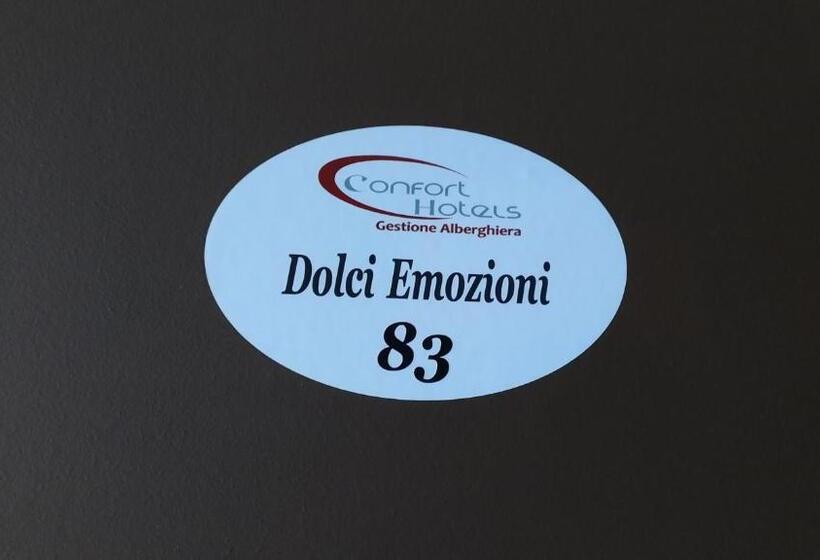 Confort
Hotels
Gestione Alberghiera
Dolci Emozioni
83